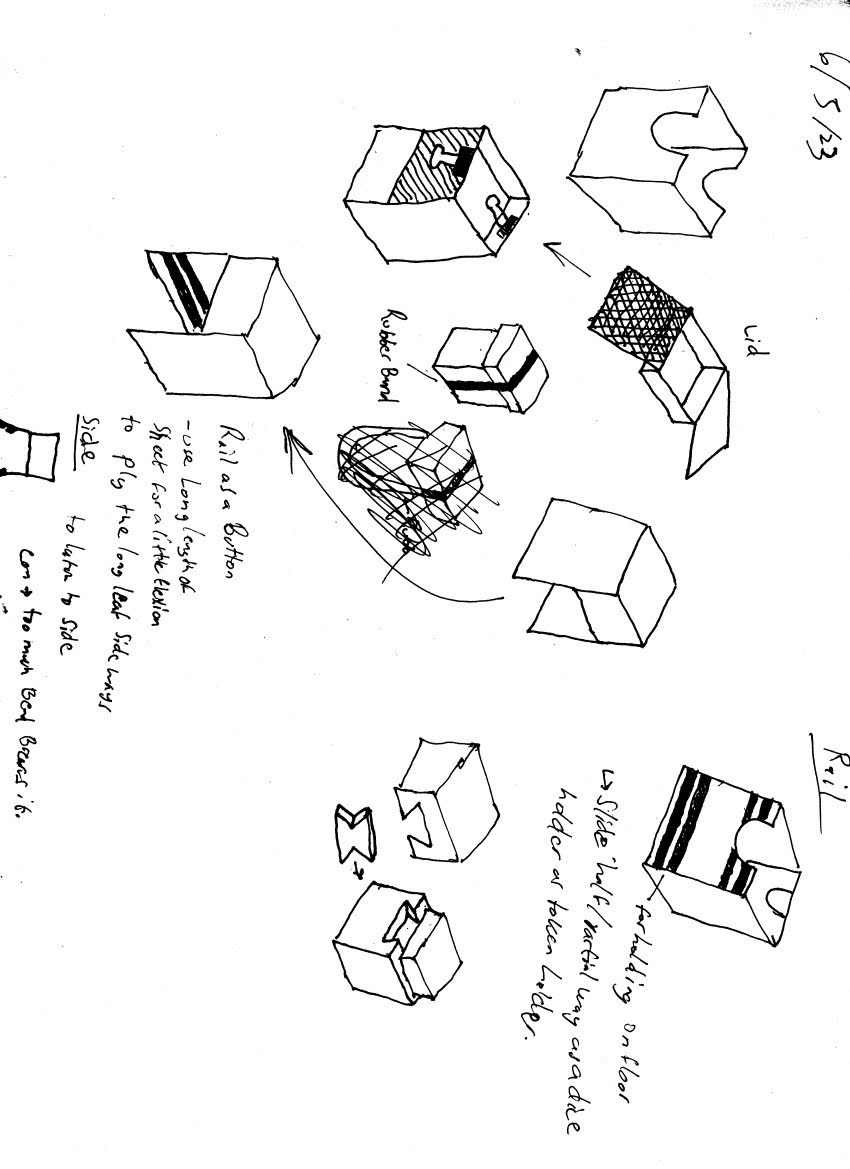 6/5/23
Rail
Lid
for holding on floor
↳ Slide half/partial way as a dice
holder or token holder.
Rubber Band
Rail as a Button
- use Long length of
Sheet for a little flexion
to ply the long leaf side ways
Side
to to side
con → too much Bend Breaks it.